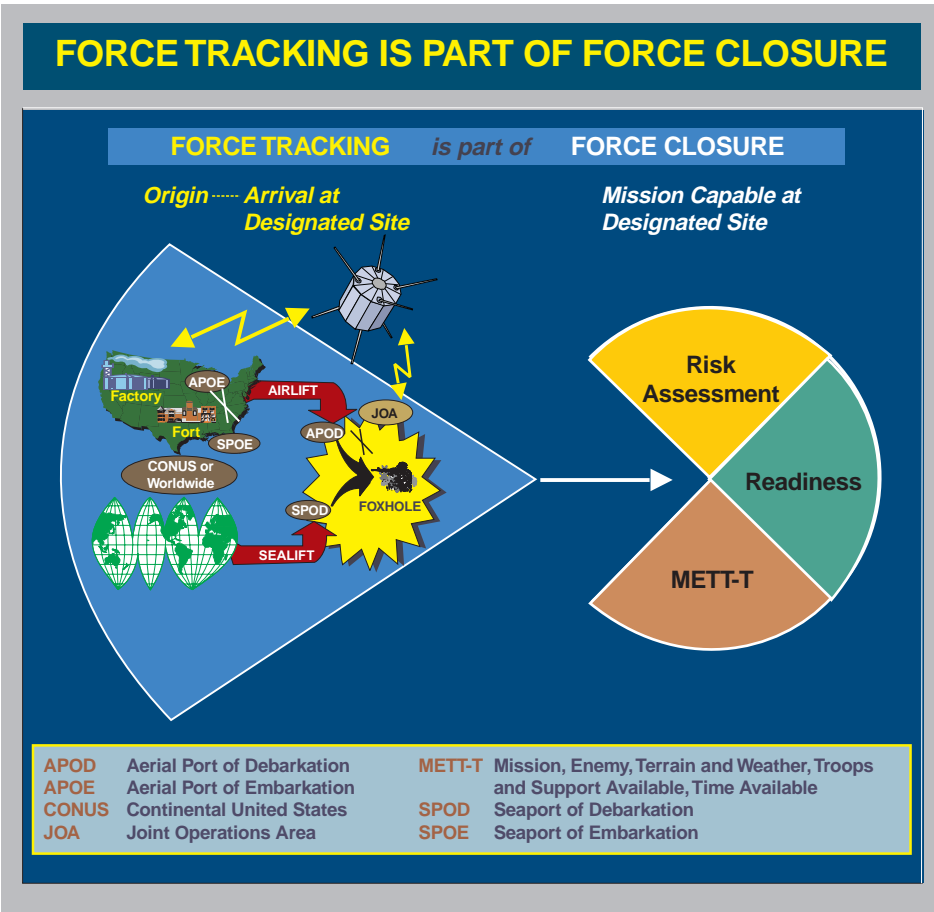 FORCE TRACKING IS PART OF FORCE CLOSURE
FORCE TRACKING is part of FORCE CLOSURE
Origin ------ Arrival at
Designated Site
Mission Capable at
Designated Site
Factory
APOE
Fort
SPOE
CONUS or
Worldwide
AIRLIFT
JOA
APOD
FOXHOLE
SPOD
SEALIFT
Risk
Assessment
Readiness
METT-T
APOD Aerial Port of Debarkation
APOE Aerial Port of Embarkation
CONUS Continental United States
JOA Joint Operations Area
METT-T Mission, Enemy, Terrain and Weather, Troops
and Support Available, Time Available
SPOD Seaport of Debarkation
SPOE Seaport of Embarkation